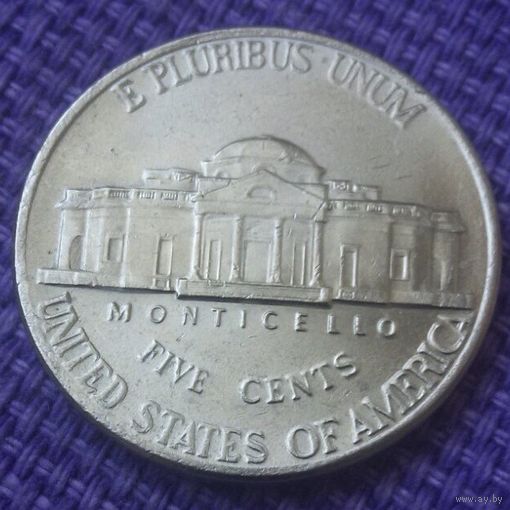 E PLURIBUS UNUM
MONTICELLO
FIVE CENTS
UNITED STATES OF AMERICA
www.ay.by